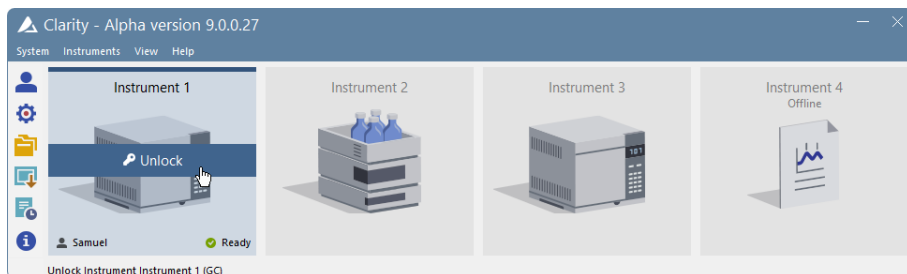 Clarity - Alpha version 9.0.0.27
System Instruments View Help
Instrument 1
Instrument 2
Instrument 3
Instrument 4
Offline
Unlock
101
Samuel
Ready
Unlock Instrument Instrument 1 (GC)